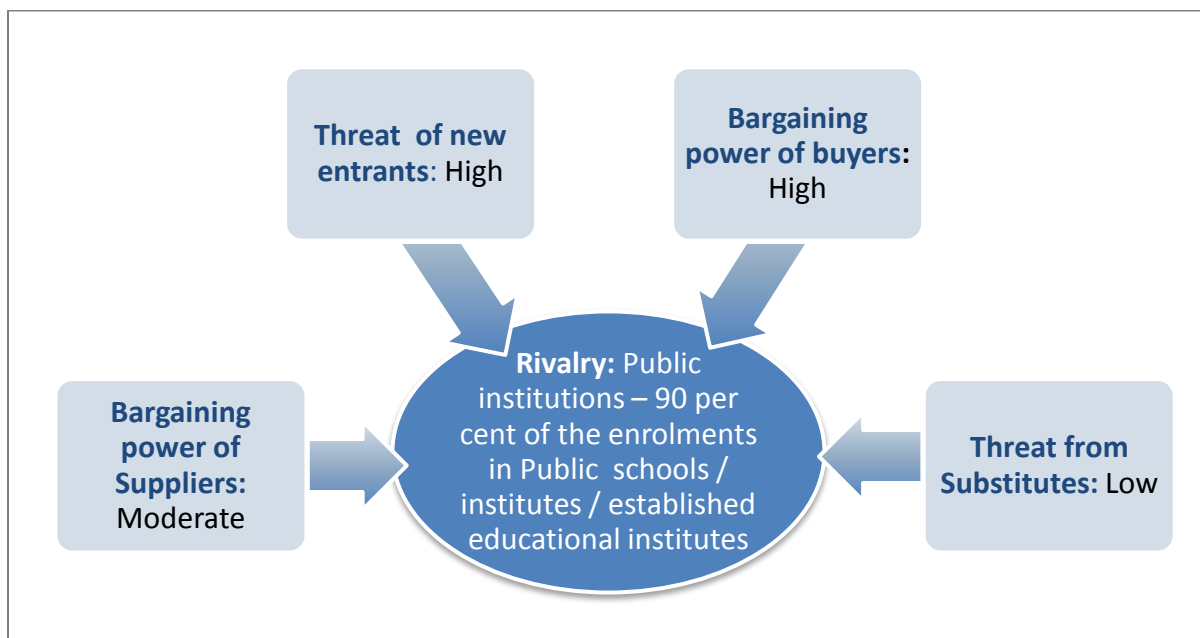 Threat of new
entrants: High
Bargaining
power of buyers:
High
Bargaining
power of
Suppliers:
Moderate
Rivalry: Public
institutions – 90 per
cent of the enrolments
in Public schools /
institutes / established
educational institutes
Threat from
Substitutes: Low